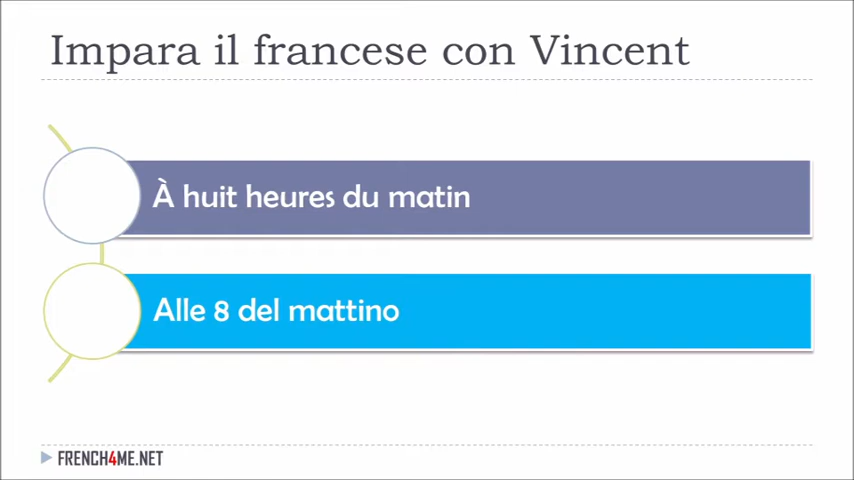 Impara il francese con Vincent
À huit heures du matin
Alle 8 del mattino
FRENCH4ME.NET